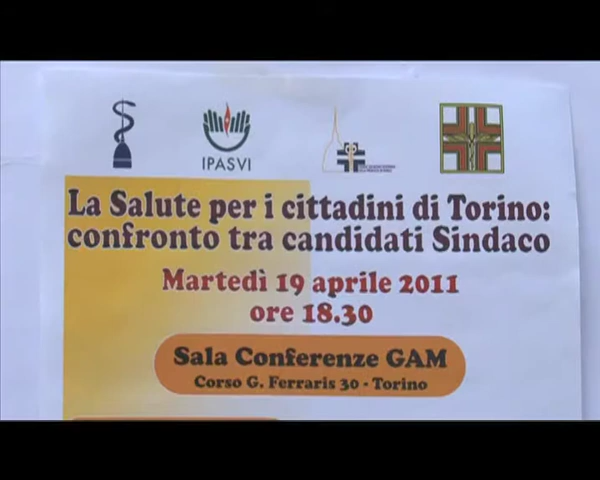 IPASVI
La Salute per i cittadini di Torino:
confronto tra candidati Sindaco
Martedì 19 aprile 2011
ore 18.30
Sala Conferenze GAM
Corso G. Ferraris 30 - Torino